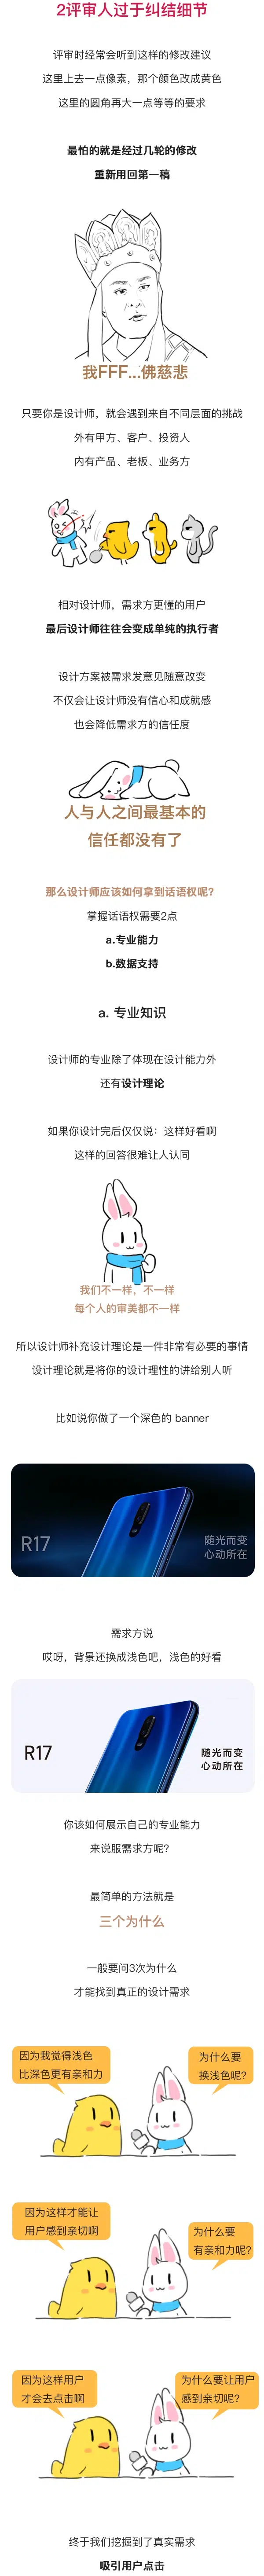 2评审人过于纠结细节
评审时经常会听到这样的修改建议
这里上去一点像素，那个颜色改成黄色
这里的圆角再大一点等等的要求
最怕的就是经过几轮的修改
重新用回第一稿
我FFF...佛慈悲
只要你是设计师，就会遇到来自不同层面的挑战
外有甲方、客户、投资人
内有产品、老板、业务方
相对设计师，需求方更懂的用户
最后设计师往往会变成单纯的执行者
设计方案被需求发意见随意改变
不仅会让设计师没有信心和成就感
也会降低需求方的信任度
人与人之间最基本的
信任都没有了
那么设计师应该如何拿到话语权呢？
掌握话语权需要2点
a.专业能力
b.数据支持
a. 专业知识
设计师的专业除了体现在设计能力外
还有设计理论
如果你设计完后仅仅说：这样好看啊
这样的回答很难让人认同
我们不一样，不一样
每个人的审美都不一样
所以设计师补充设计理论是一件非常有必要的事情
设计理论就是将你的设计理性的讲给别人听
比如说你做了一个深色的 banner
R17
随光而变
心动所在
需求方说
哎呀，背景还换成浅色吧，浅色的好看
R17
随光而变
心动所在
你该如何展示自己的专业能力
来说服需求方呢？
最简单的方法就是
三个为什么
一般要问3次为什么
才能找到真正的设计需求
因为我觉得浅色
比深色更有亲和力
为什么要
换浅色呢？
因为这样才能让
用户感到亲切啊
为什么要
有亲和力呢？
因为这样用户
才会去点击啊
为什么要让用户
感到亲切呢？
终于我们挖掘到了真实需求
吸引用户点击